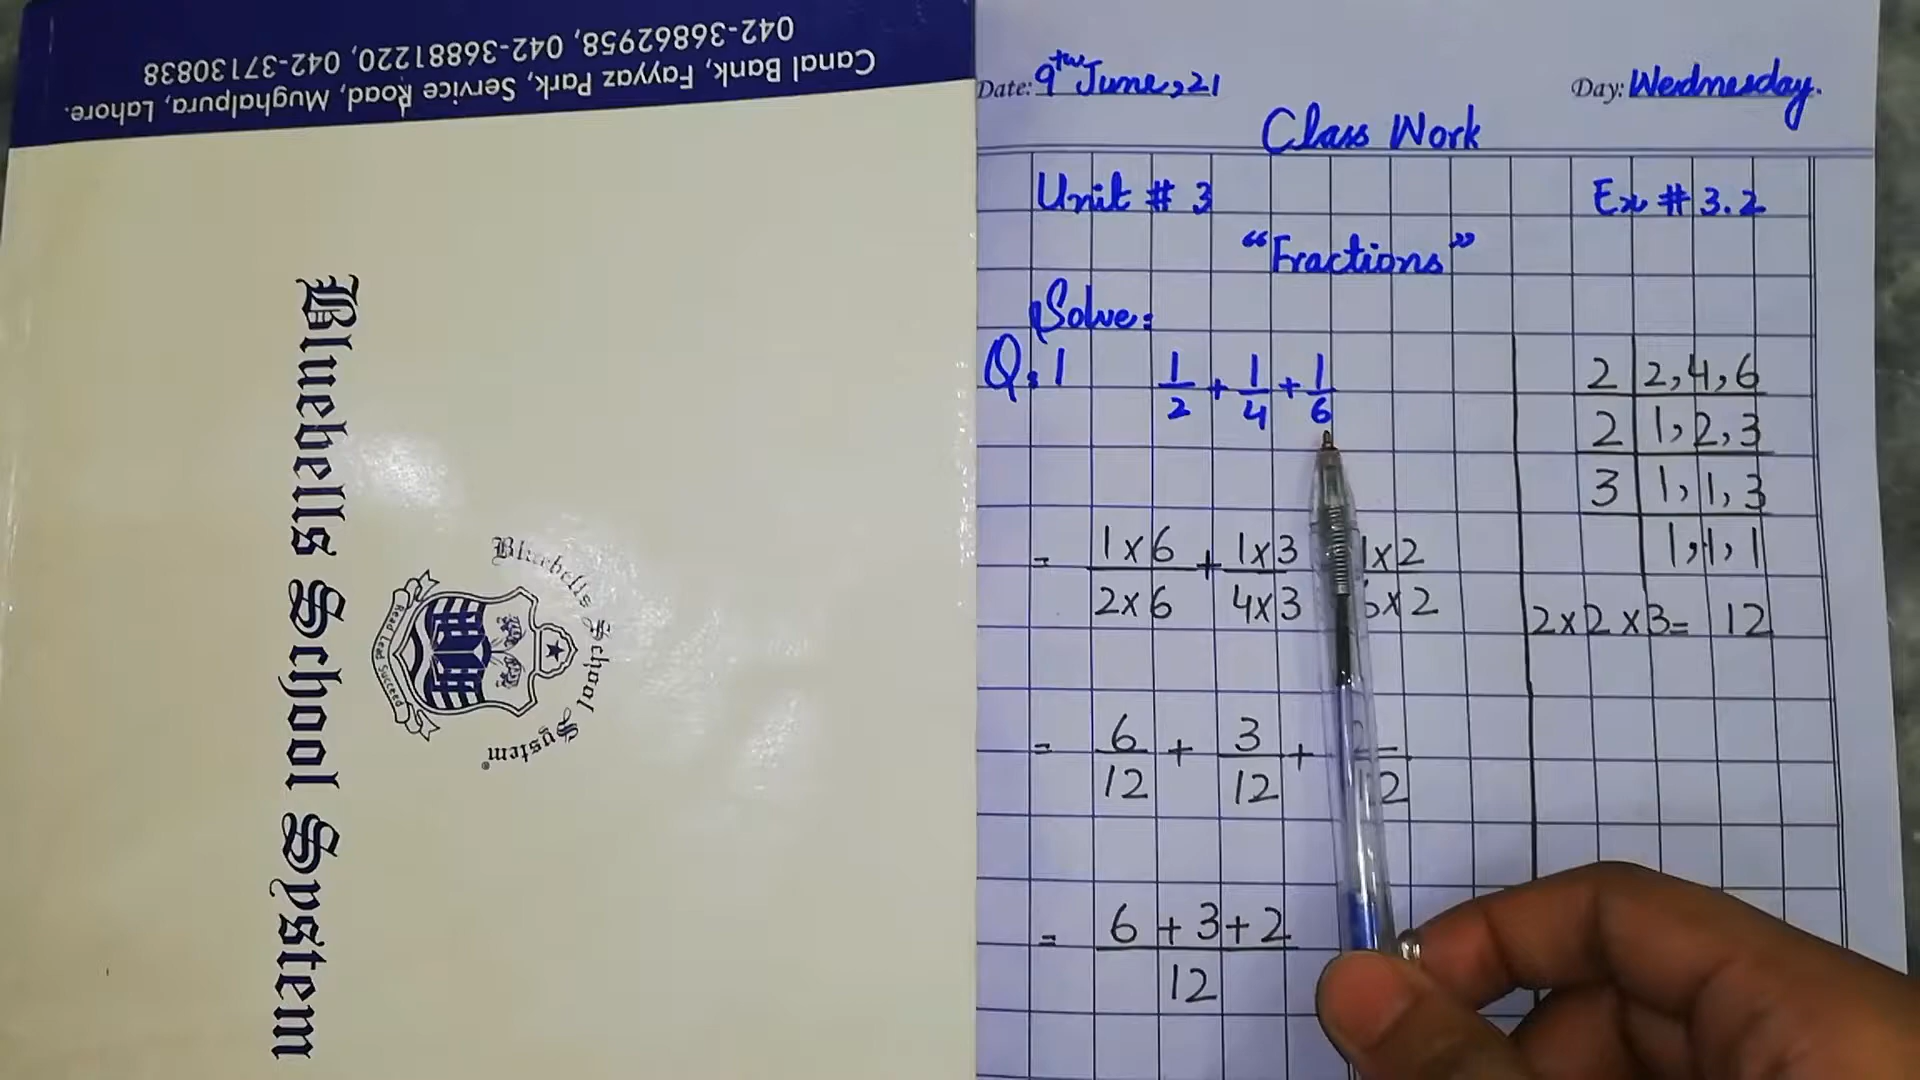 Canal Bank, Fayyaz Park, Service Road, Mughalpura, Lahore.
042-36862958, 042-36881220, 042-37130838
Bluebells School System
Bluebells School System®
Read Lead Succeed
Date: 9th June, 21
Day: Wednesday.
Class Work
Unit # 3
Ex # 3.2
"Fractions"
Solve:
Q:1 1/2 + 1/4 + 1/6
= 1x6/2x6 + 1x3/4x3 1x2/6x2
= 6/12 + 3/12 + 2/12
= 6+3+2/12
2 | 2, 4, 6
2 | 1, 2, 3
3 | 1, 1, 3
1, 1, 1
2x2x3= 12